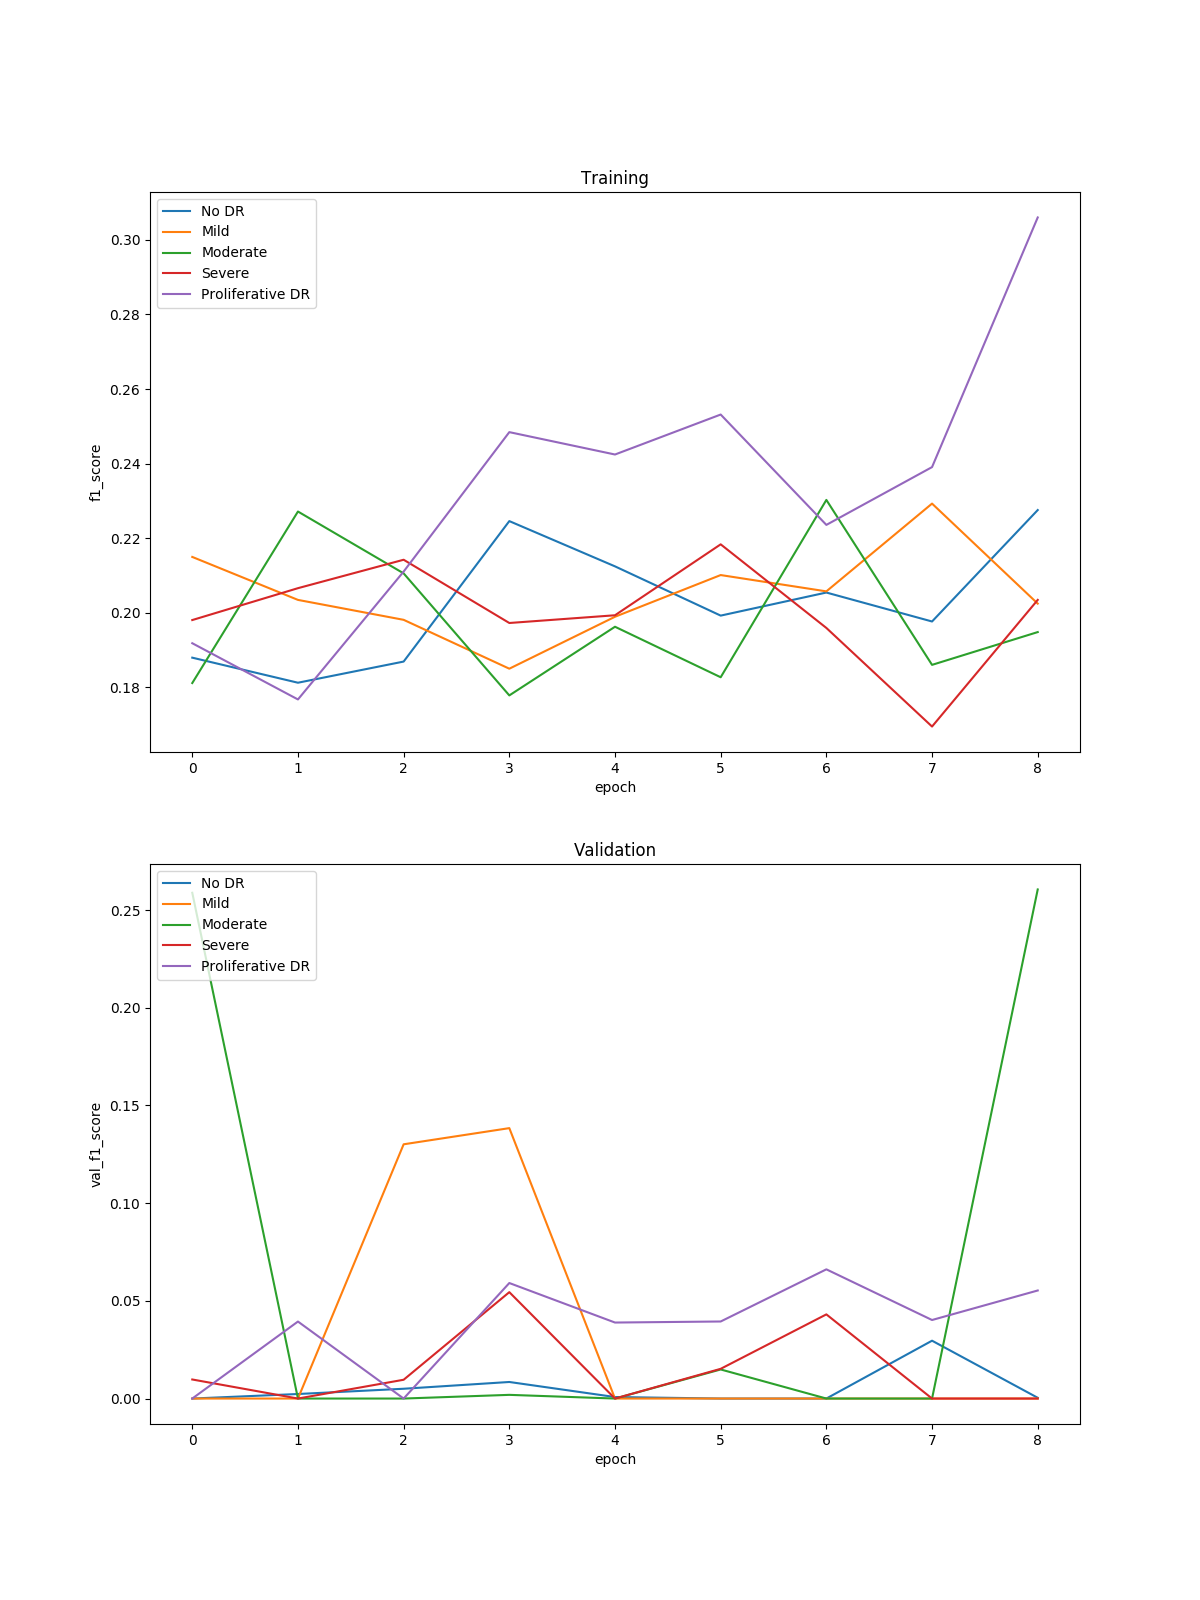 Training
No DR
Mild
Moderate
Severe
Proliferative DR
0.30
0.28
0.26
0.24
0.22
0.20
0.18
f1_score
0 1 2 3 4 5 6 7 8
epoch
Validation
No DR
Mild
Moderate
Severe
Proliferative DR
0.25
0.20
0.15
0.10
0.05
0.00
val_f1_score
0 1 2 3 4 5 6 7 8
epoch